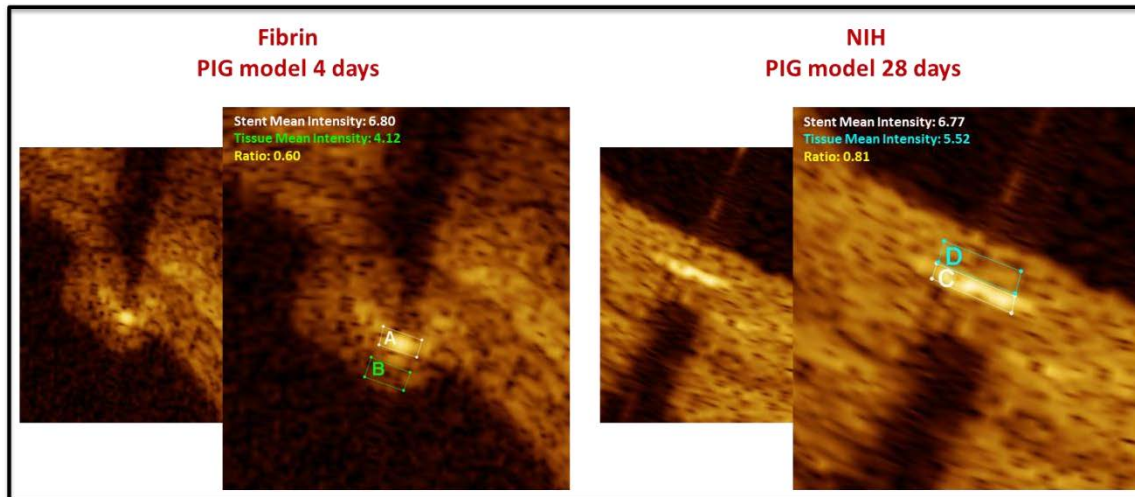 Fibrin
PIG model 4 days
Stent Mean Intensity: 6.80
Tissue Mean Intensity: 4.12
Ratio: 0.60
A
B
NIH
PIG model 28 days
Stent Mean Intensity: 6.77
Tissue Mean Intensity: 5.52
Ratio: 0.81
D
C